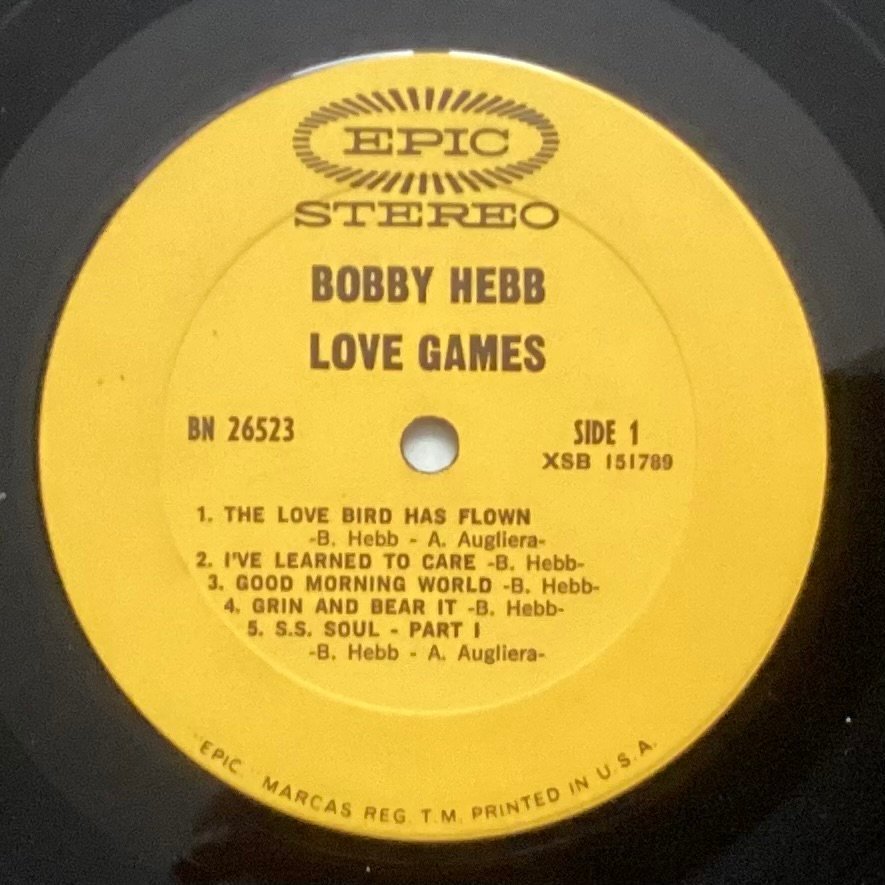 EPIC
STEREO
BOBBY HEBB
LOVE GAMES
BN 26523
SIDE 1
XSB 151789
1. THE LOVE BIRD HAS FLOWN
-B. Hebb - A. Augliera-
2. I'VE LEARNED TO CARE -B. Hebb-
3. GOOD MORNING WORLD -B. Hebb-
4. GRIN AND BEAR IT -B. Hebb-
5. S.S. SOUL - PART I
-B. Hebb - A. Augliera-
"EPIC," MARCAS REG. T.M. PRINTED IN U.S.A.